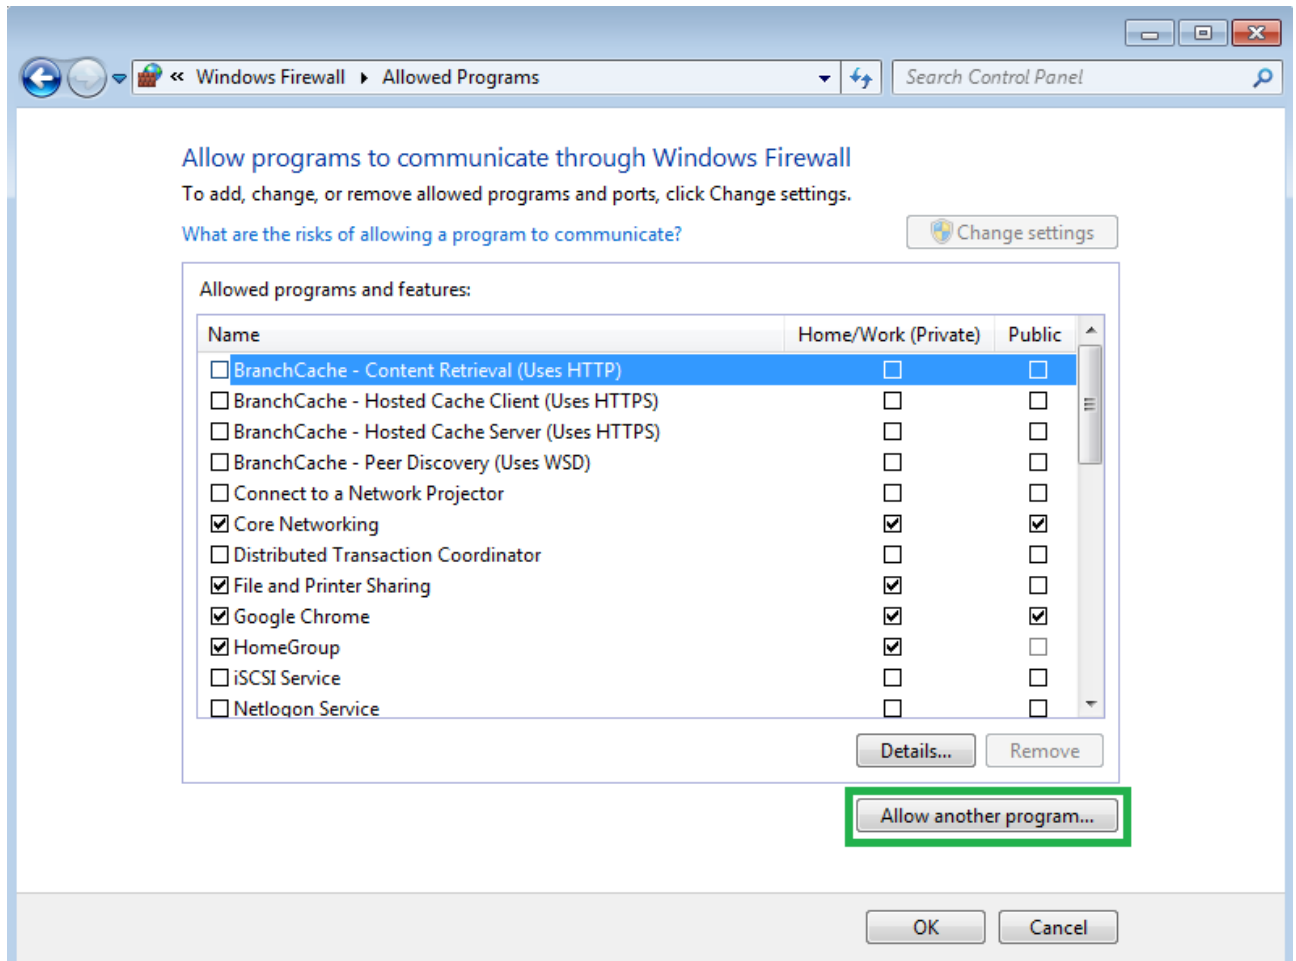 « Windows Firewall ▸ Allowed Programs
Search Control Panel
Allow programs to communicate through Windows Firewall
To add, change, or remove allowed programs and ports, click Change settings.
What are the risks of allowing a program to communicate?
Change settings
Allowed programs and features:
Name Home/Work (Private) Public
BranchCache - Content Retrieval (Uses HTTP)
BranchCache - Hosted Cache Client (Uses HTTPS)
BranchCache - Hosted Cache Server (Uses HTTPS)
BranchCache - Peer Discovery (Uses WSD)
Connect to a Network Projector
Core Networking
Distributed Transaction Coordinator
File and Printer Sharing
Google Chrome
HomeGroup
iSCSI Service
Netlogon Service
Details... Remove
Allow another program...
OK Cancel